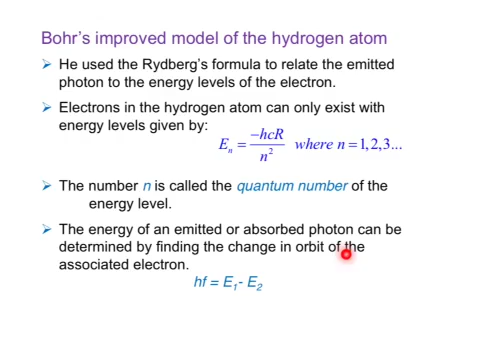 Bohr's improved model of the hydrogen atom
➢ He used the Rydberg's formula to relate the emitted
photon to the energy levels of the electron.
➢ Electrons in the hydrogen atom can only exist with
energy levels given by:
Eₙ = −hcR / n² where n = 1,2,3...
➢ The number n is called the quantum number of the
energy level.
➢ The energy of an emitted or absorbed photon can be
determined by finding the change in orbit of the
associated electron.
hf = E₁- E₂